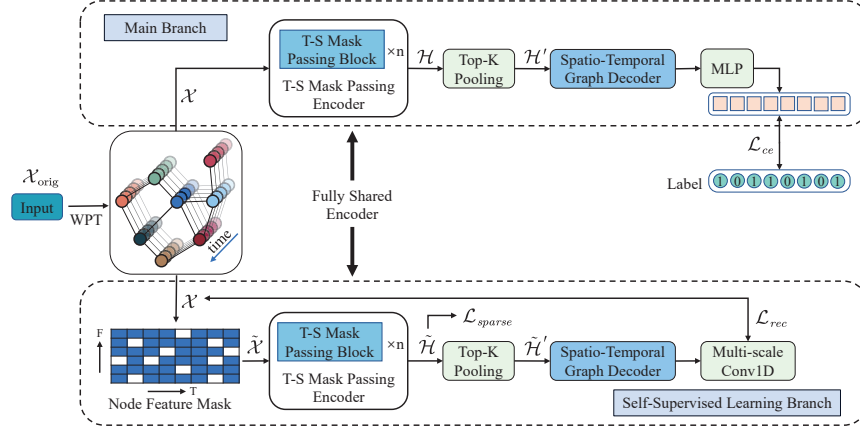 Main Branch
T-S Mask
Passing Block
×n
T-S Mask Passing
Encoder
ℋ
Top-K
Pooling
ℋ′
Spatio-Temporal
Graph Decoder
MLP
𝒳
ℒce
Label
1 0 1 1 0 1 0 1
𝒳orig
Input
WPT
time
Fully Shared
Encoder
𝒳
F
T
Node Feature Mask
𝒳̃
T-S Mask
Passing Block
×n
T-S Mask Passing
Encoder
ℒsparse
ℋ̃
Top-K
Pooling
ℋ̃′
Spatio-Temporal
Graph Decoder
ℒrec
Multi-scale
Conv1D
Self-Supervised Learning Branch